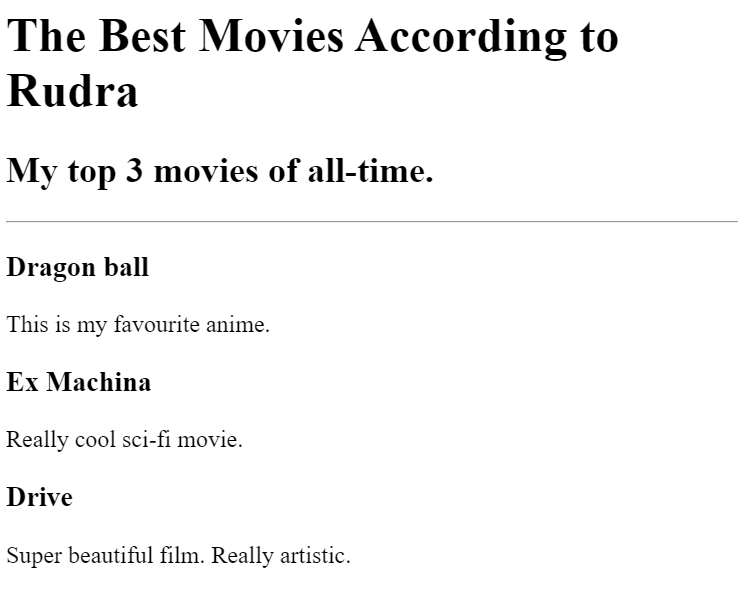 The Best Movies According to
Rudra
My top 3 movies of all-time.
Dragon ball
This is my favourite anime.
Ex Machina
Really cool sci-fi movie.
Drive
Super beautiful film. Really artistic.